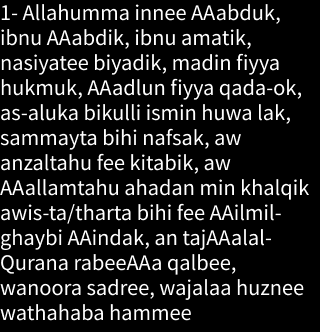 1- Allahumma innee AAabduk,
ibnu AAabdik, ibnu amatik,
nasiyatee biyadik, madin fiyya
hukmuk, AAadlun fiyya qada-ok,
as-aluka bikulli ismin huwa lak,
sammayta bihi nafsak, aw
anzaltahu fee kitabik, aw
AAallamtahu ahadan min khalqik
awis-ta/tharta bihi fee AAilmil-
ghaybi AAindak, an tajAAalal-
Qurana rabeeAAa qalbee,
wanoora sadree, wajalaa huznee
wathahaba hammee